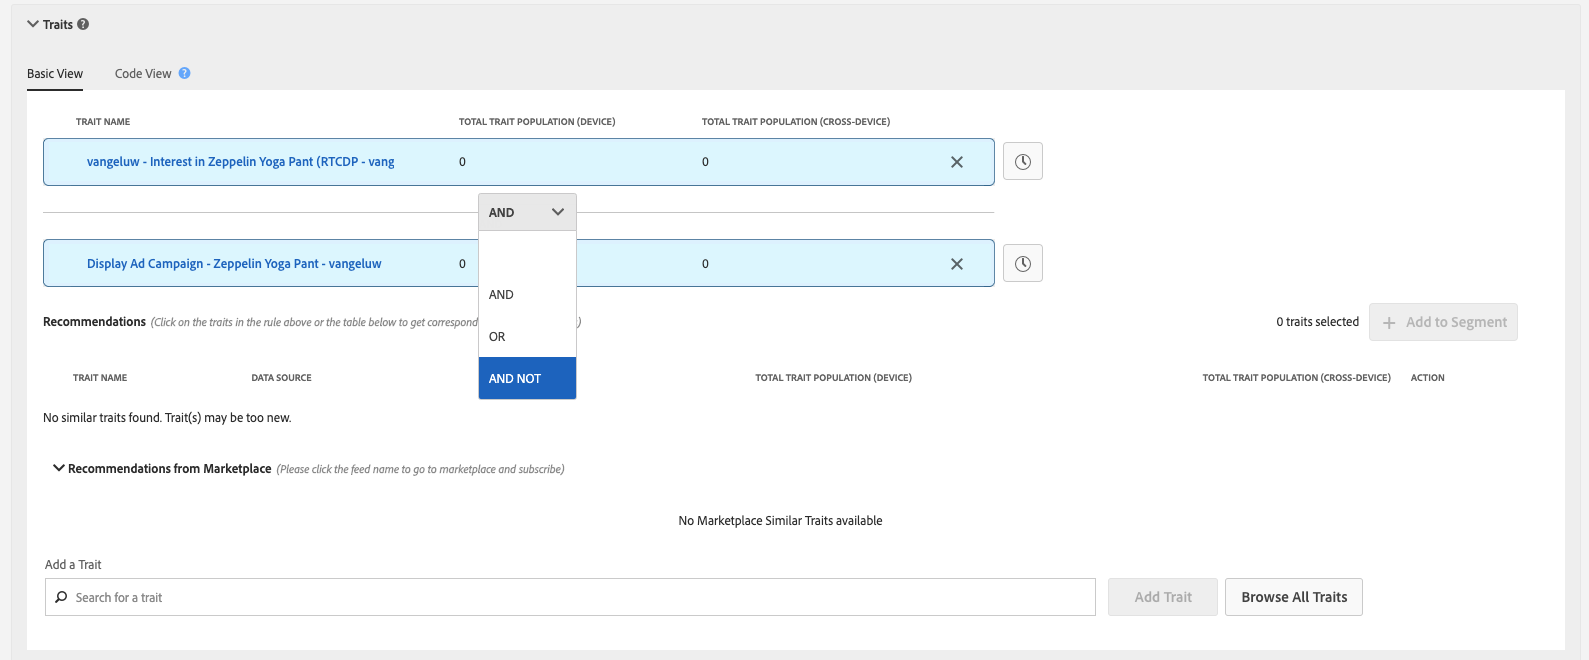 Traits ?
Basic View Code View ?
TRAIT NAME TOTAL TRAIT POPULATION (DEVICE) TOTAL TRAIT POPULATION (CROSS-DEVICE)
vangeluw - Interest in Zeppelin Yoga Pant (RTCDP - vang 0 0
AND
Display Ad Campaign - Zeppelin Yoga Pant - vangeluw 0 0
AND
OR
AND NOT
Recommendations (Click on the traits in the rule above or the table below to get correspond )
0 traits selected + Add to Segment
TRAIT NAME DATA SOURCE TOTAL TRAIT POPULATION (DEVICE) TOTAL TRAIT POPULATION (CROSS-DEVICE) ACTION
No similar traits found. Trait(s) may be too new.
Recommendations from Marketplace (Please click the feed name to go to marketplace and subscribe)
No Marketplace Similar Traits available
Add a Trait
Search for a trait Add Trait Browse All Traits